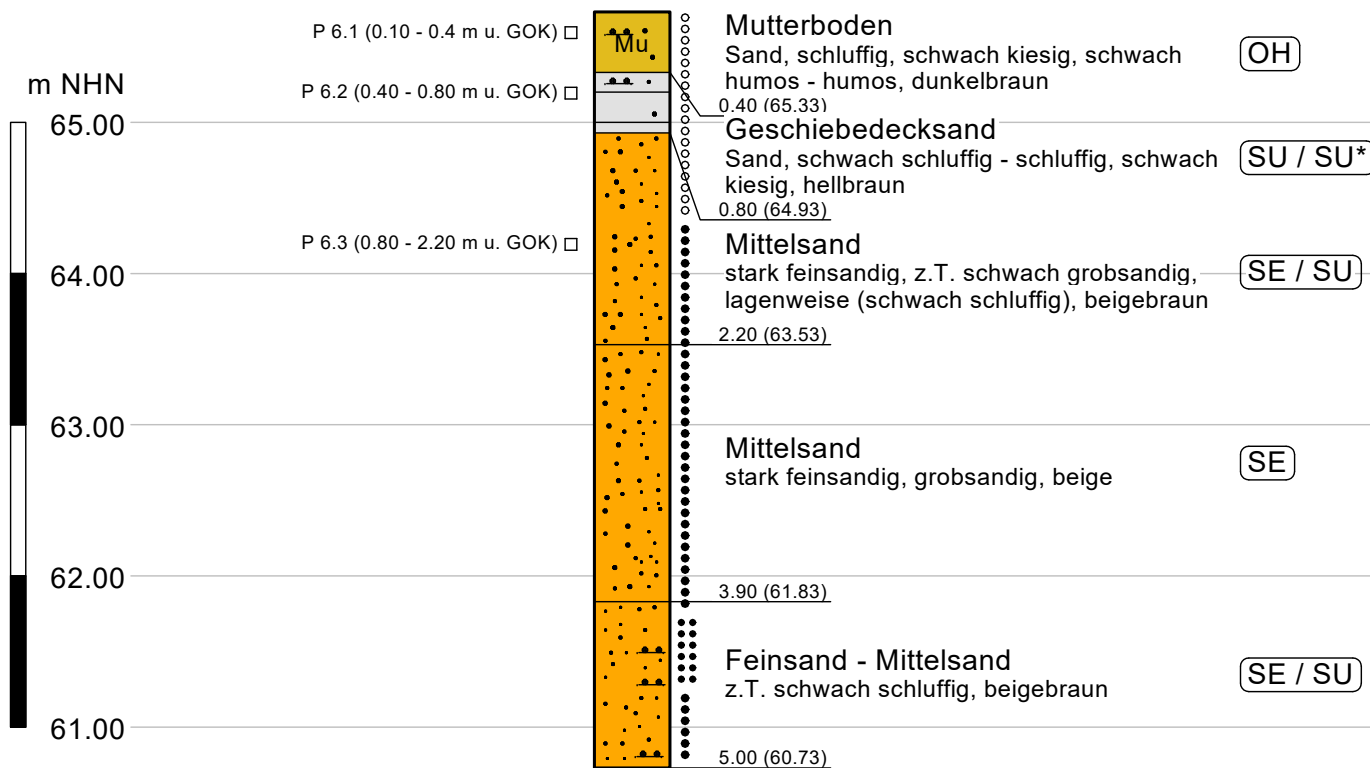 P 6.1 (0.10 - 0.4 m u. GOK)
Mu
Mutterboden
Sand, schluffig, schwach kiesig, schwach
humos - humos, dunkelbraun
OH
m NHN
P 6.2 (0.40 - 0.80 m u. GOK)
0.40 (65.33)
65.00
Geschiebedecksand
Sand, schwach schluffig - schluffig, schwach
kiesig, hellbraun
SU / SU*
0.80 (64.93)
P 6.3 (0.80 - 2.20 m u. GOK)
Mittelsand
stark feinsandig, z.T. schwach grobsandig,
lagenweise (schwach schluffig), beigebraun
SE / SU
64.00
2.20 (63.53)
63.00
Mittelsand
stark feinsandig, grobsandig, beige
SE
62.00
3.90 (61.83)
Feinsand - Mittelsand
z.T. schwach schluffig, beigebraun
SE / SU
61.00
5.00 (60.73)